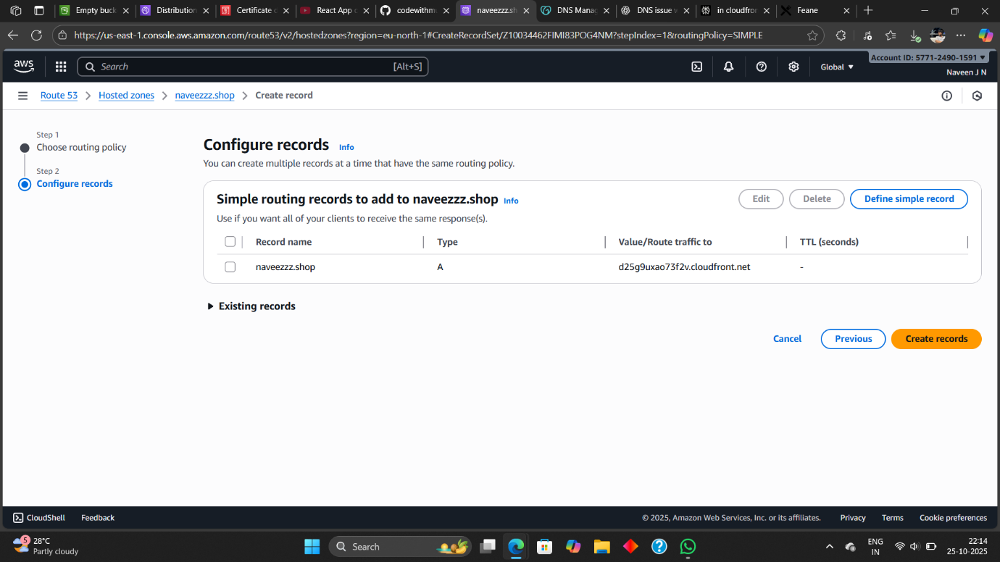 Empty buck
Distribution
Certificate c
React App c
codewithmu
naveezzz.sh
DNS Manag
DNS issue w
in cloudfror
Feane
https://us-east-1.console.aws.amazon.com/route53/v2/hostedzones?region=eu-north-1#CreateRecordSet/Z10034462FIMI83POG4NM?stepIndex=1&routingPolicy=SIMPLE
aws
Search
[Alt+S]
Global
Account ID: 5771-2490-1591
Naveen J N
Route 53
Hosted zones
naveezzz.shop
Create record
Step 1
Choose routing policy
Step 2
Configure records
Configure records Info
You can create multiple records at a time that have the same routing policy.
Simple routing records to add to naveezzz.shop Info
Edit
Delete
Define simple record
Use if you want all of your clients to receive the same response(s).
Record name
Type
Value/Route traffic to
TTL (seconds)
naveezzz.shop
A
d25g9uxao73f2v.cloudfront.net
-
Existing records
Cancel
Previous
Create records
CloudShell
Feedback
© 2025, Amazon Web Services, Inc. or its affiliates.
Privacy
Terms
Cookie preferences
5
28°C
Partly cloudy
Search
ENG
IN
22:14
25-10-2025